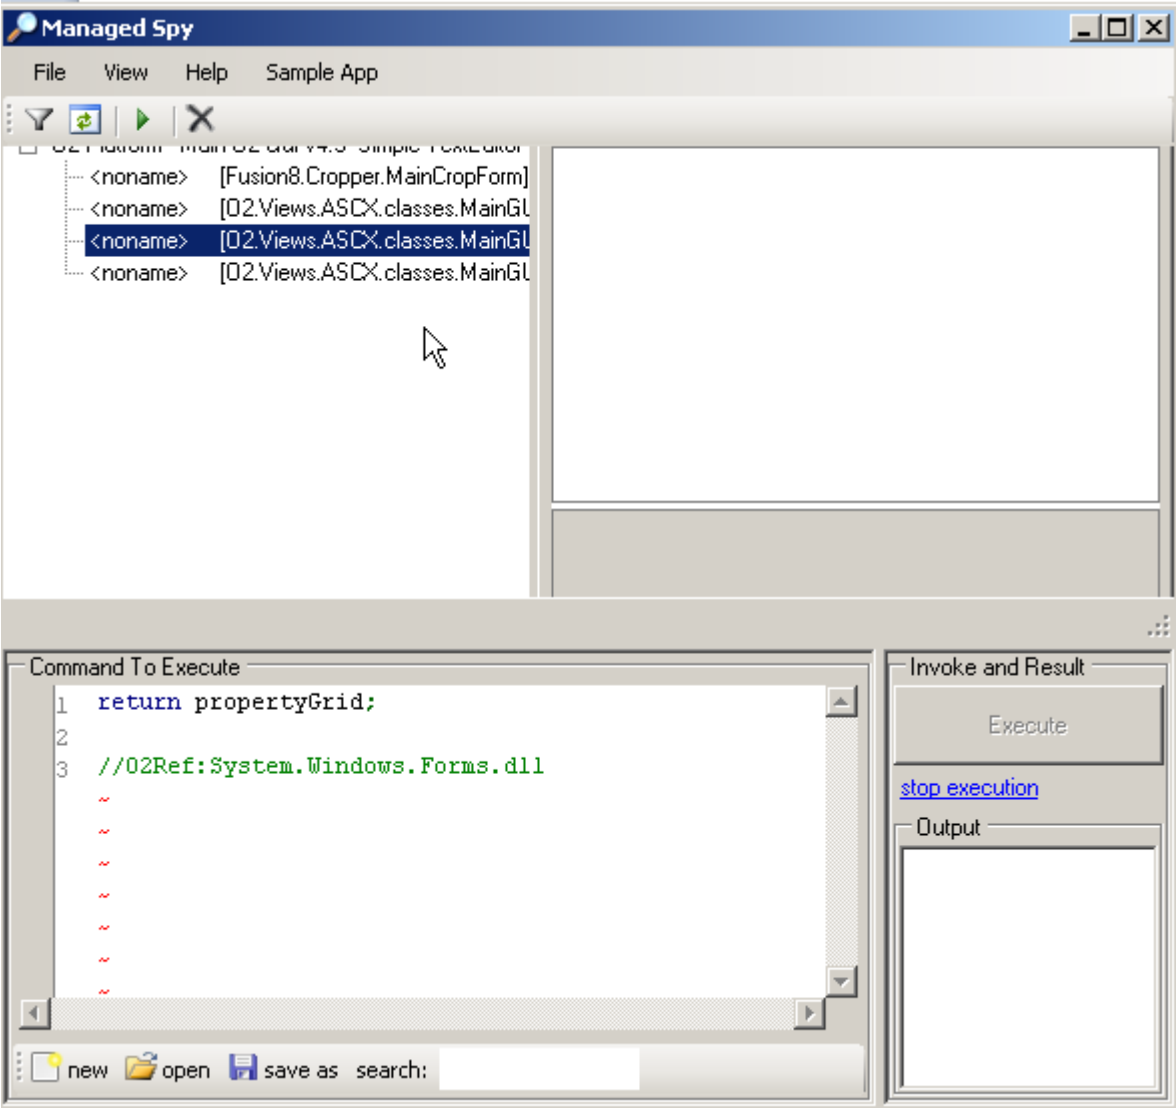 Managed Spy
File View Help Sample App
<noname> [Fusion8.Cropper.MainCropForm]
<noname> [O2.Views.ASCX.classes.MainGU
<noname> [O2.Views.ASCX.classes.MainGU
<noname> [O2.Views.ASCX.classes.MainGU
Command To Execute
1 return propertyGrid;
2
3 //O2Ref:System.Windows.Forms.dll
~
~
~
~
~
~
~
new open save as search:
Invoke and Result
Execute
stop execution
Output